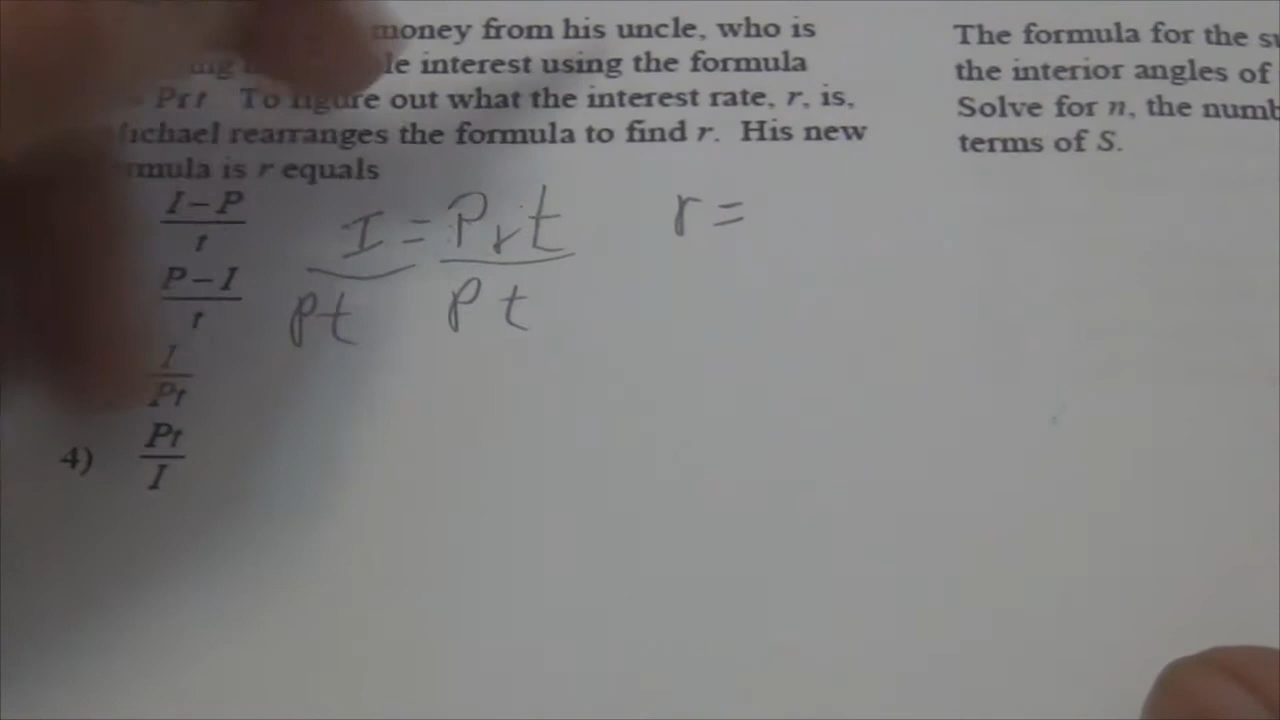 money from his uncle, who is
interest using the formula
Prt To figure out what the interest rate, r, is,
Michael rearranges the formula to find r. His new
formula is r equals
I - P
t
P - I
t
I
Pt
4) Pt
I
I = Prt r =
Pt Pt
The formula for the
the interior angles of
Solve for n, the
terms of S.